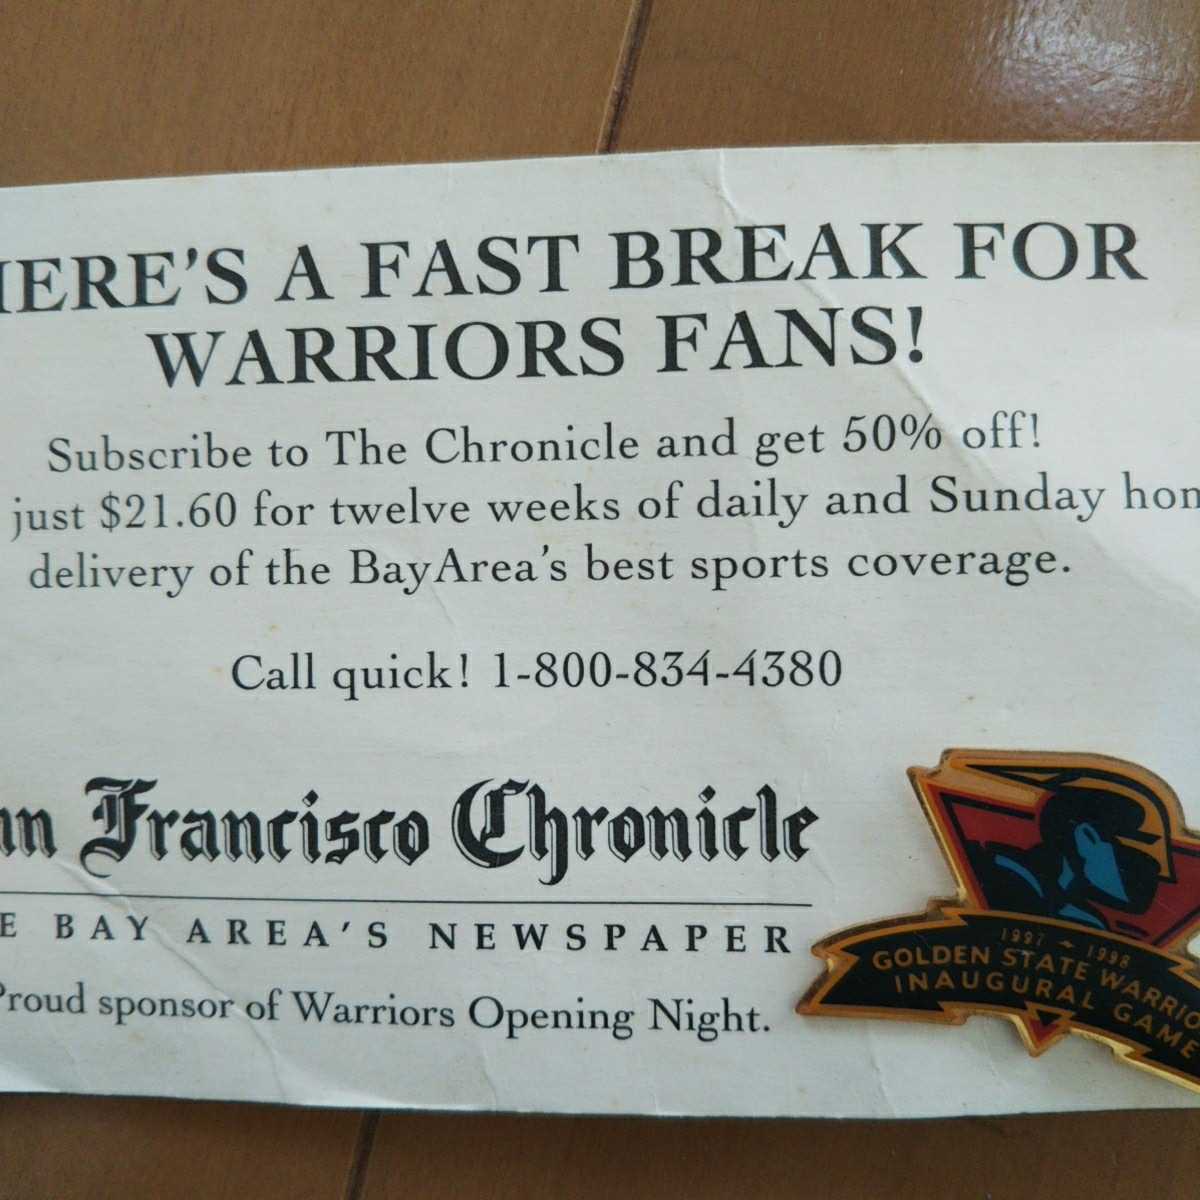 HERE'S A FAST BREAK FOR
WARRIORS FANS!
Subscribe to The Chronicle and get 50% off!
just $21.60 for twelve weeks of daily and Sunday hom
delivery of the BayArea's best sports coverage.
Call quick! 1-800-834-4380
an Francisco Chronicle
E BAY AREA'S NEWSPAPER
Proud sponsor of Warriors Opening Night.
1997 - 1998
GOLDEN STATE WARRIO
INAUGURAL GAME